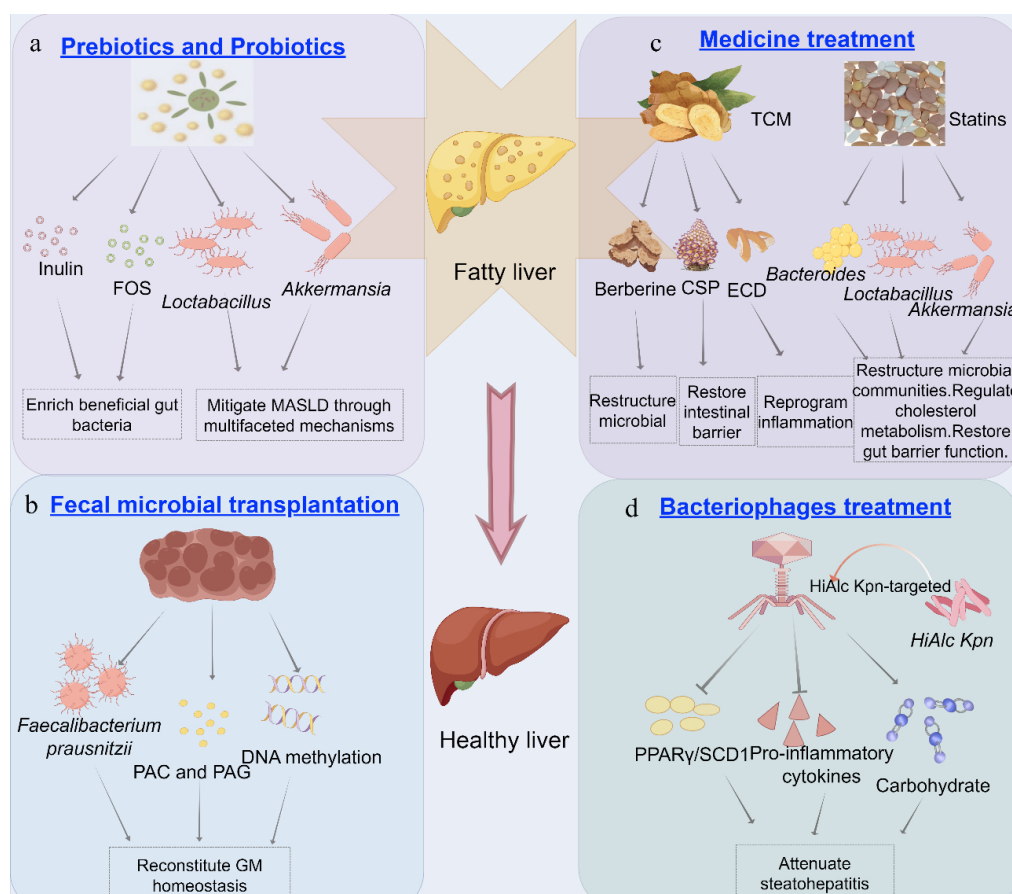 a
Prebiotics and Probiotics
Inulin
FOS
Loctabacillus
Akkermansia
Enrich beneficial gut
bacteria
Mitigate MASLD through
multifaceted mechanisms
Fatty liver
c
Medicine treatment
TCM
Statins
Berberine
CSP
ECD
Bacteroides
Loctabacillus
Akkermansia
Restructure
microbial
Restore
intestinal
barrier
Reprogram
inflammation
Restructure microbial
communities.Regulate
cholesterol
metabolism.Restore
gut barrier function.
b
Fecal microbial transplantation
Faecalibacterium
prausnitzii
PAC and PAG
DNA methylation
Reconstitute GM
homeostasis
Healthy liver
d
Bacteriophages treatment
HiAlc Kpn-targeted
HiAlc Kpn
PPARγ/SCD1
Pro-inflammatory
cytokines
Carbohydrate
Attenuate
steatohepatitis